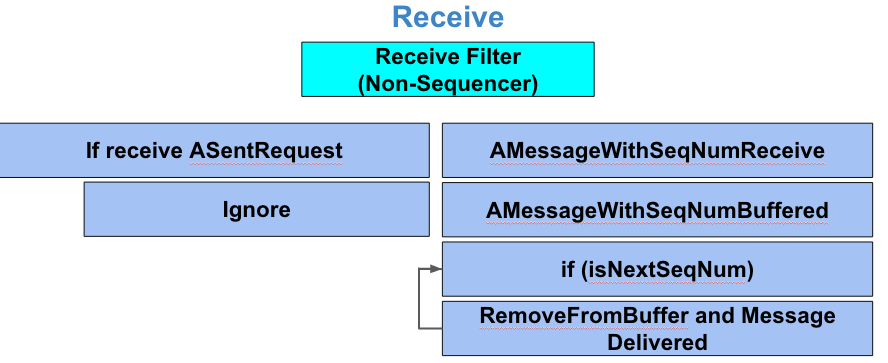 Receive
Receive Filter
(Non-Sequencer)
If receive ASentRequest
AMessageWithSeqNumReceive
Ignore
AMessageWithSeqNumBuffered
if (isNextSeqNum)
RemoveFromBuffer and Message
Delivered